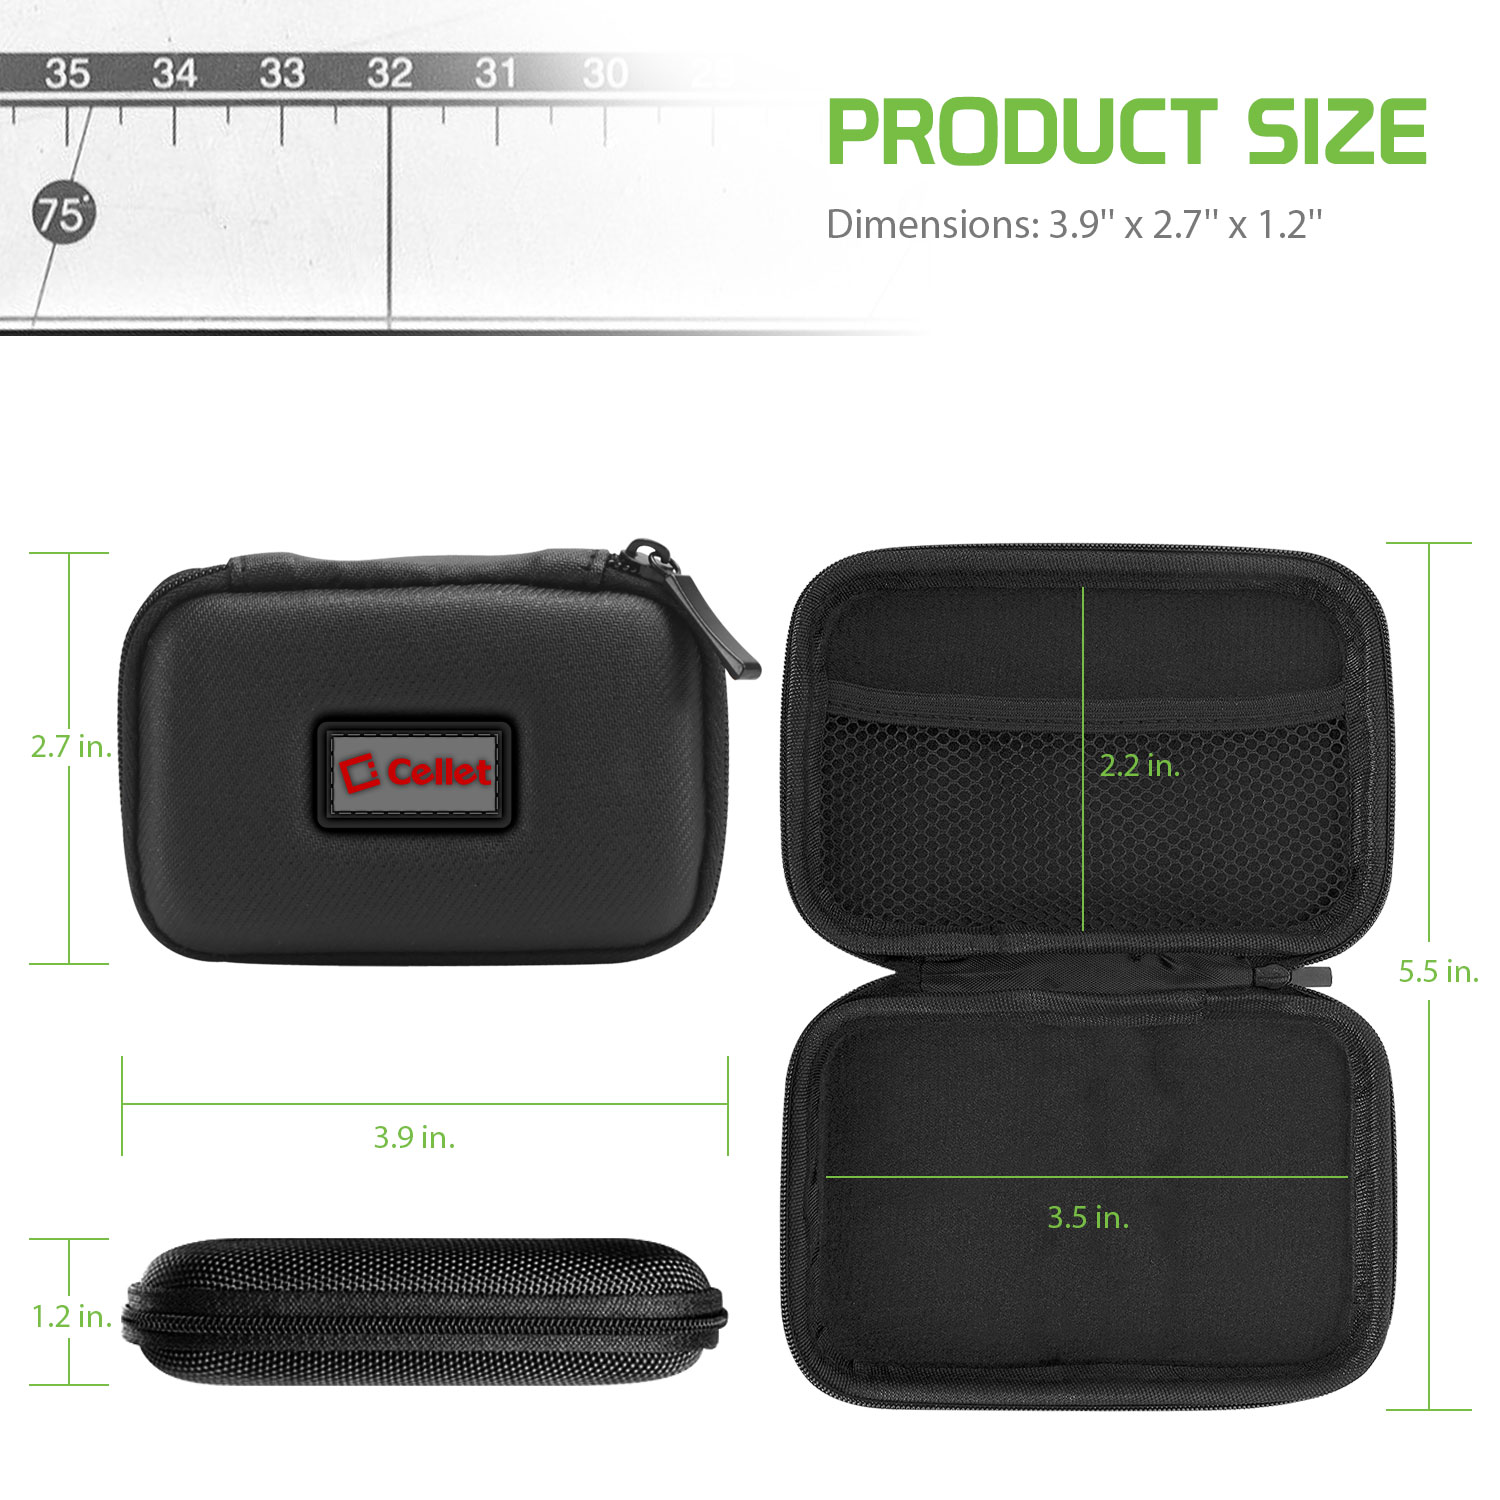 35 34 33 32 31 30 29
75°
PRODUCT SIZE
Dimensions: 3.9" x 2.7" x 1.2"
2.7 in.
Cellet
2.2 in.
5.5 in.
3.9 in.
3.5 in.
1.2 in.